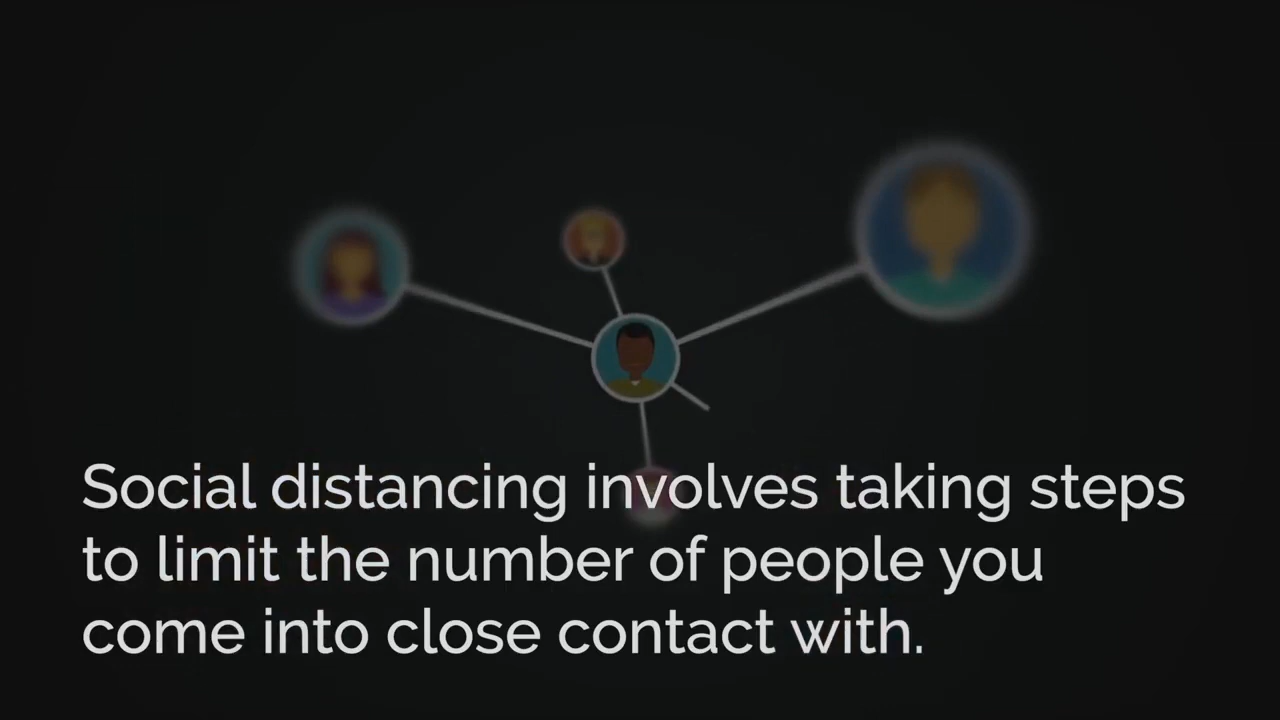 Social distancing involves taking steps
to limit the number of people you
come into close contact with.